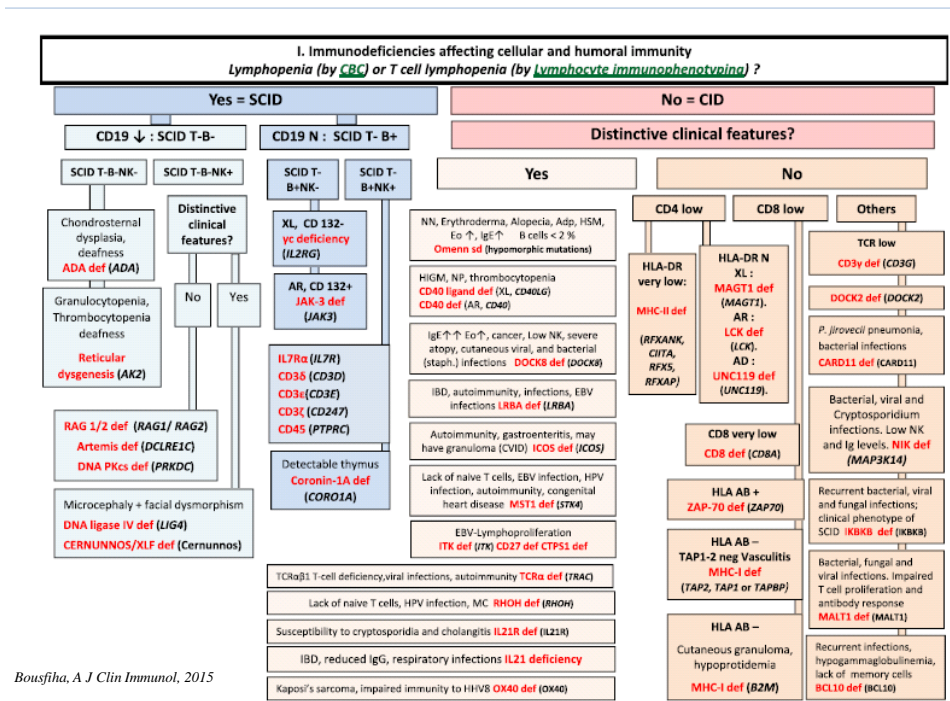 I. Immunodeficiencies affecting cellular and humoral immunity
Lymphopenia (by CBC) or T cell lymphopenia (by Lymphocyte immunophenotyping) ?
Yes = SCID
No = CID
CD19 ↓ : SCID T-B-
CD19 N : SCID T- B+
Distinctive clinical features?
SCID T-B-NK-
SCID T-B-NK+
SCID T-
B+NK-
SCID T-
B+NK+
Yes
No
Chondrosternal
dysplasia,
deafness
ADA def (ADA)
Granulocytopenia,
Thrombocytopenia
deafness
Reticular
dysgenesis (AK2)
Distinctive
clinical
features?
No
Yes
RAG 1/2 def (RAG1/ RAG2)
Artemis def (DCLRE1C)
DNA PKcs def (PRKDC)
Microcephaly + facial dysmorphism
DNA ligase IV def (LIG4)
CERNUNNOS/XLF def (Cernunnos)
XL, CD 132-
γc deficiency
(IL2RG)
AR, CD 132+
JAK-3 def
(JAK3)
IL7Rα (IL7R)
CD3δ (CD3D)
CD3ε(CD3E)
CD3ζ (CD247)
CD45 (PTPRC)
Detectable thymus
Coronin-1A def
(CORO1A)
NN, Erythroderma, Alopecia, Adp, HSM,
Eo ↑, IgE↑ B cells < 2 %
Omenn sd (hypomorphic mutations)
HIGM, NP, thrombocytopenia
CD40 ligand def (XL, CD40LG)
CD40 def (AR, CD40)
IgE↑↑ Eo↑, cancer, Low NK, severe
atopy, cutaneous viral, and bacterial
(staph.) infections DOCK8 def (DOCK8)
IBD, autoimmunity, infections, EBV
infections LRBA def (LRBA)
Autoimmunity, gastroenteritis, may
have granuloma (CVID) ICOS def (ICOS)
Lack of naive T cells, EBV infection, HPV
infection, autoimmunity, congenital
heart disease MST1 def (STK4)
EBV-Lymphoproliferation
ITK def (ITK) CD27 def CTPS1 def
TCRαβ1 T-cell deficiency,viral infections, autoimmunity TCRα def (TRAC)
Lack of naive T cells, HPV infection, MC RHOH def (RHOH)
Susceptibility to cryptosporidia and cholangitis IL21R def (IL21R)
IBD, reduced IgG, respiratory infections IL21 deficiency
Kaposi's sarcoma, impaired immunity to HHV8 OX40 def (OX40)
CD4 low
CD8 low
Others
HLA-DR
very low:
MHC-II def
(RFXANK,
CIITA,
RFX5,
RFXAP)
HLA-DR N
XL :
MAGT1 def
(MAGT1).
AR :
LCK def
(LCK).
AD :
UNC119 def
(UNC119).
CD8 very low
CD8 def (CD8A)
HLA AB +
ZAP-70 def (ZAP70)
HLA AB –
TAP1-2 neg Vasculitis
MHC-I def
(TAP2, TAP1 or TAPBP)
HLA AB –
Cutaneous granuloma,
hypoprotidemia
MHC-I def (B2M)
TCR low
CD3γ def (CD3G)
DOCK2 def (DOCK2)
P. jirovecii pneumonia,
bacterial infections
CARD11 def (CARD11)
Bacterial, viral and
Cryptosporidium
infections. Low NK
and Ig levels. NIK def
(MAP3K14)
Recurrent bacterial, viral
and fungal infections;
clinical phenotype of
SCID IKBKB def (IKBKB)
Bacterial, fungal and
viral infections. Impaired
T cell proliferation and
antibody response
MALT1 def (MALT1)
Recurrent infections,
hypogammaglobulinemia,
lack of memory cells
BCL10 def (BCL10)
Bousfiha, A J Clin Immunol, 2015